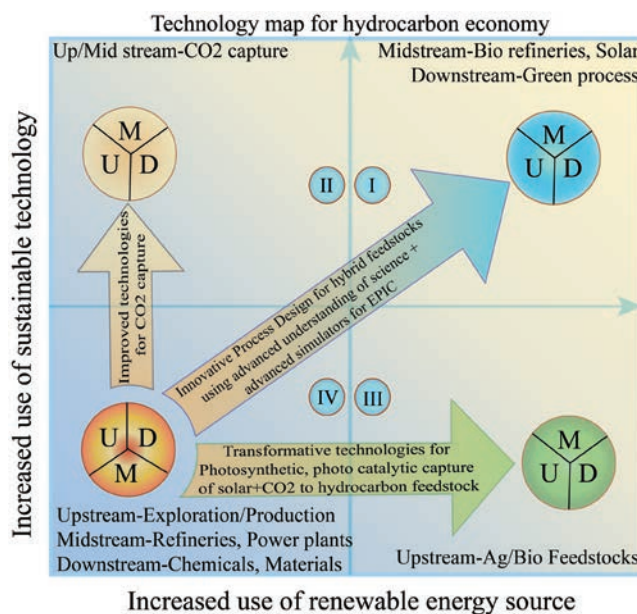 Technology map for hydrocarbon economy
Up/Mid stream-CO2 capture
Midstream-Bio refineries, Solar
Downstream-Green process
Increased use of sustainable technology
M
U D
M
U D
II I
Improved technologies
for CO2 capture
Innovative Process Design for hybrid feedstocks
using advanced understanding of science +
advanced simulators for EPIC
IV III
U D
M
Transformative technologies for
Photosynthetic, photo catalytic capture
of solar+CO2 to hydrocarbon feedstock
M
U D
Upstream-Exploration/Production
Midstream-Refineries, Power plants
Downstream-Chemicals, Materials
Upstream-Ag/Bio Feedstocks
Increased use of renewable energy source